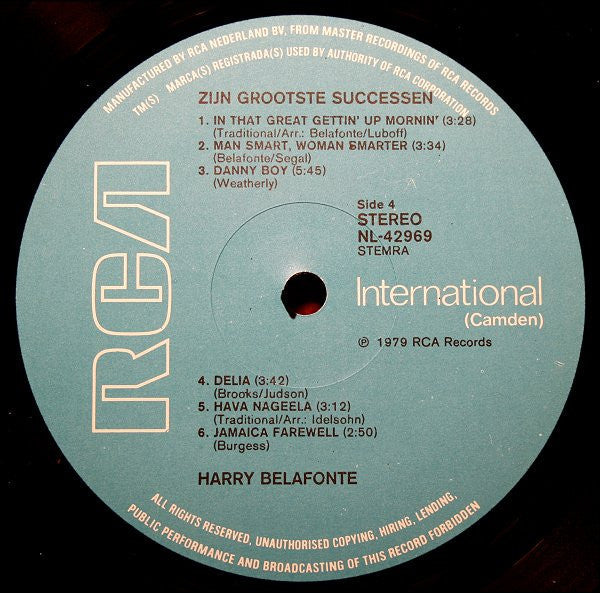 MANUFACTURED BY RCA NEDERLAND BV, FROM MASTER RECORDINGS OF RCA RECORDS
TM(S) MARCA(S) REGISTRADA(S) USED BY AUTHORITY OF RCA CORPORATION
ZIJN GROOTSTE SUCCESSEN
1. IN THAT GREAT GETTIN' UP MORNIN' (3:28)
(Traditional/Arr.: Belafonte/Luboff)
2. MAN SMART, WOMAN SMARTER (3:34)
(Belafonte/Segal)
3. DANNY BOY (5:45)
(Weatherly)
Side 4
STEREO
NL-42969
STEMRA
RCA
International
(Camden)
℗ 1979 RCA Records
4. DELIA (3:42)
(Brooks/Judson)
5. HAVA NAGEELA (3:12)
(Traditional/Arr.: Idelsohn)
6. JAMAICA FAREWELL (2:50)
(Burgess)
HARRY BELAFONTE
ALL RIGHTS RESERVED, UNAUTHORISED COPYING, HIRING, LENDING,
PUBLIC PERFORMANCE AND BROADCASTING OF THIS RECORD FORBIDDEN